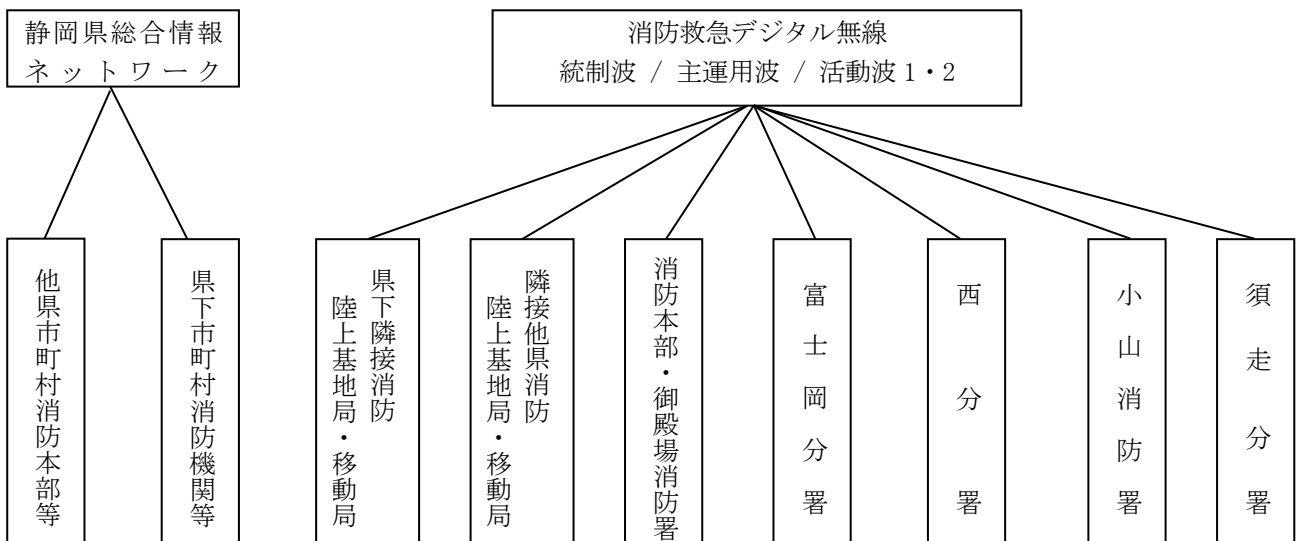 静岡県総合情報
ネットワーク
消防救急デジタル無線
統制波 / 主運用波 / 活動波1・2
他県市町村消防本部等
県下市町村消防機関等
県下隣接消防
陸上基地局・移動局
隣接他県消防
陸上基地局・移動局
消防本部・御殿場消防署
富士岡分署
西分署
小山消防署
須走分署